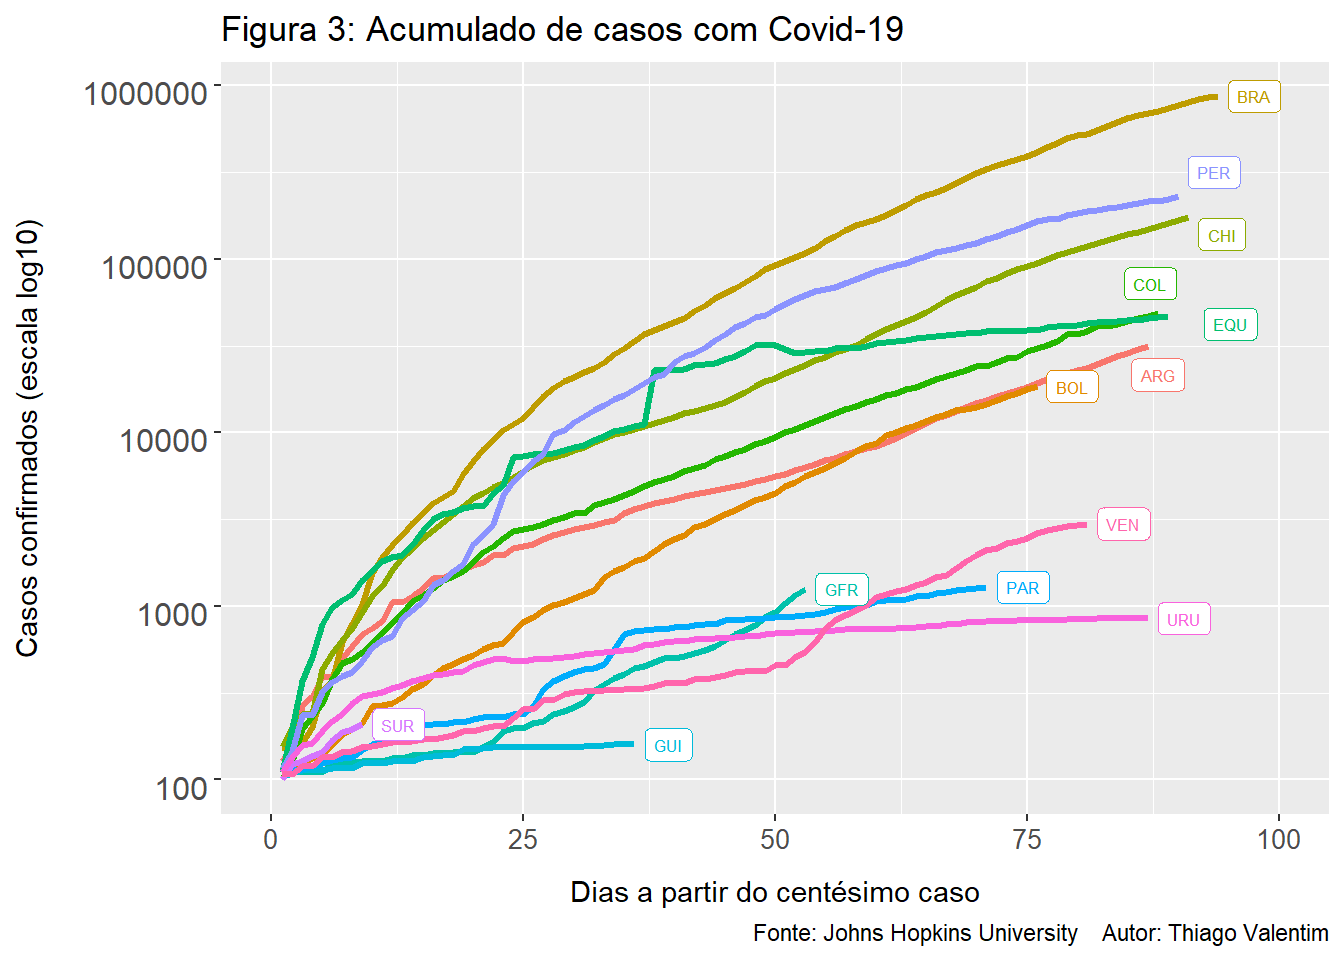 Figura 3: Acumulado de casos com Covid-19
Casos confirmados (escala log10)
1000000
100000
10000
1000
100
BRA
PER
CHI
COL
EQU
ARG
BOL
VEN
GFR
PAR
URU
SUR
GUI
0 25 50 75 100
Dias a partir do centésimo caso
Fonte: Johns Hopkins University Autor: Thiago Valentim